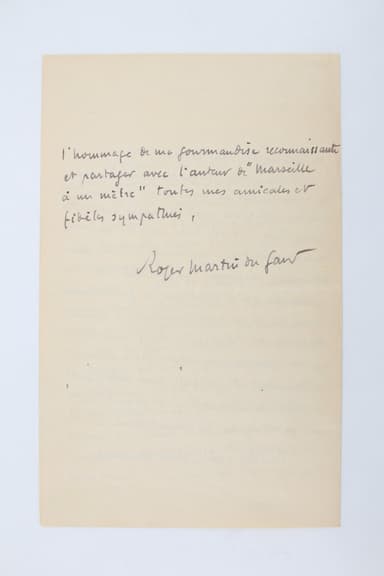 l'hommage de ma gourmandise reconnaissante
et partager avec l'auteur de "Marseille
à un mètre" toutes mes amicales et
fidèles sympathies,
Roger Martin du Gard